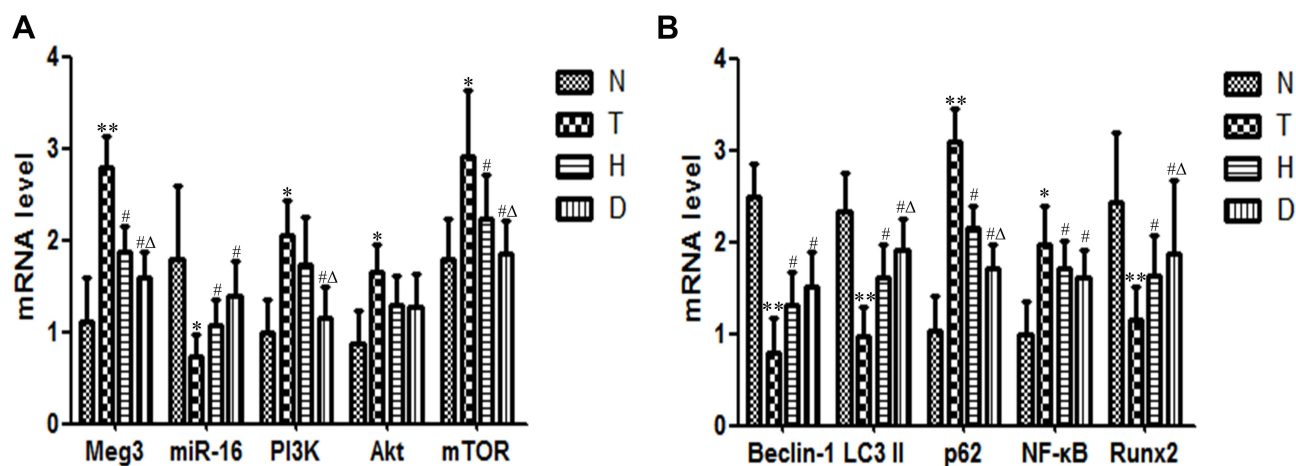 A
mRNA level
4
3
2
1
0
** # #Δ
* # #
* #Δ
*
* # #Δ
Meg3 miR-16 PI3K Akt mTOR
N
T
H
D
B
mRNA level
4
3
2
1
0
** # #
** # #Δ
** # #Δ
* # #
** # #Δ
Beclin-1 LC3 II p62 NF-κB Runx2
N
T
H
D